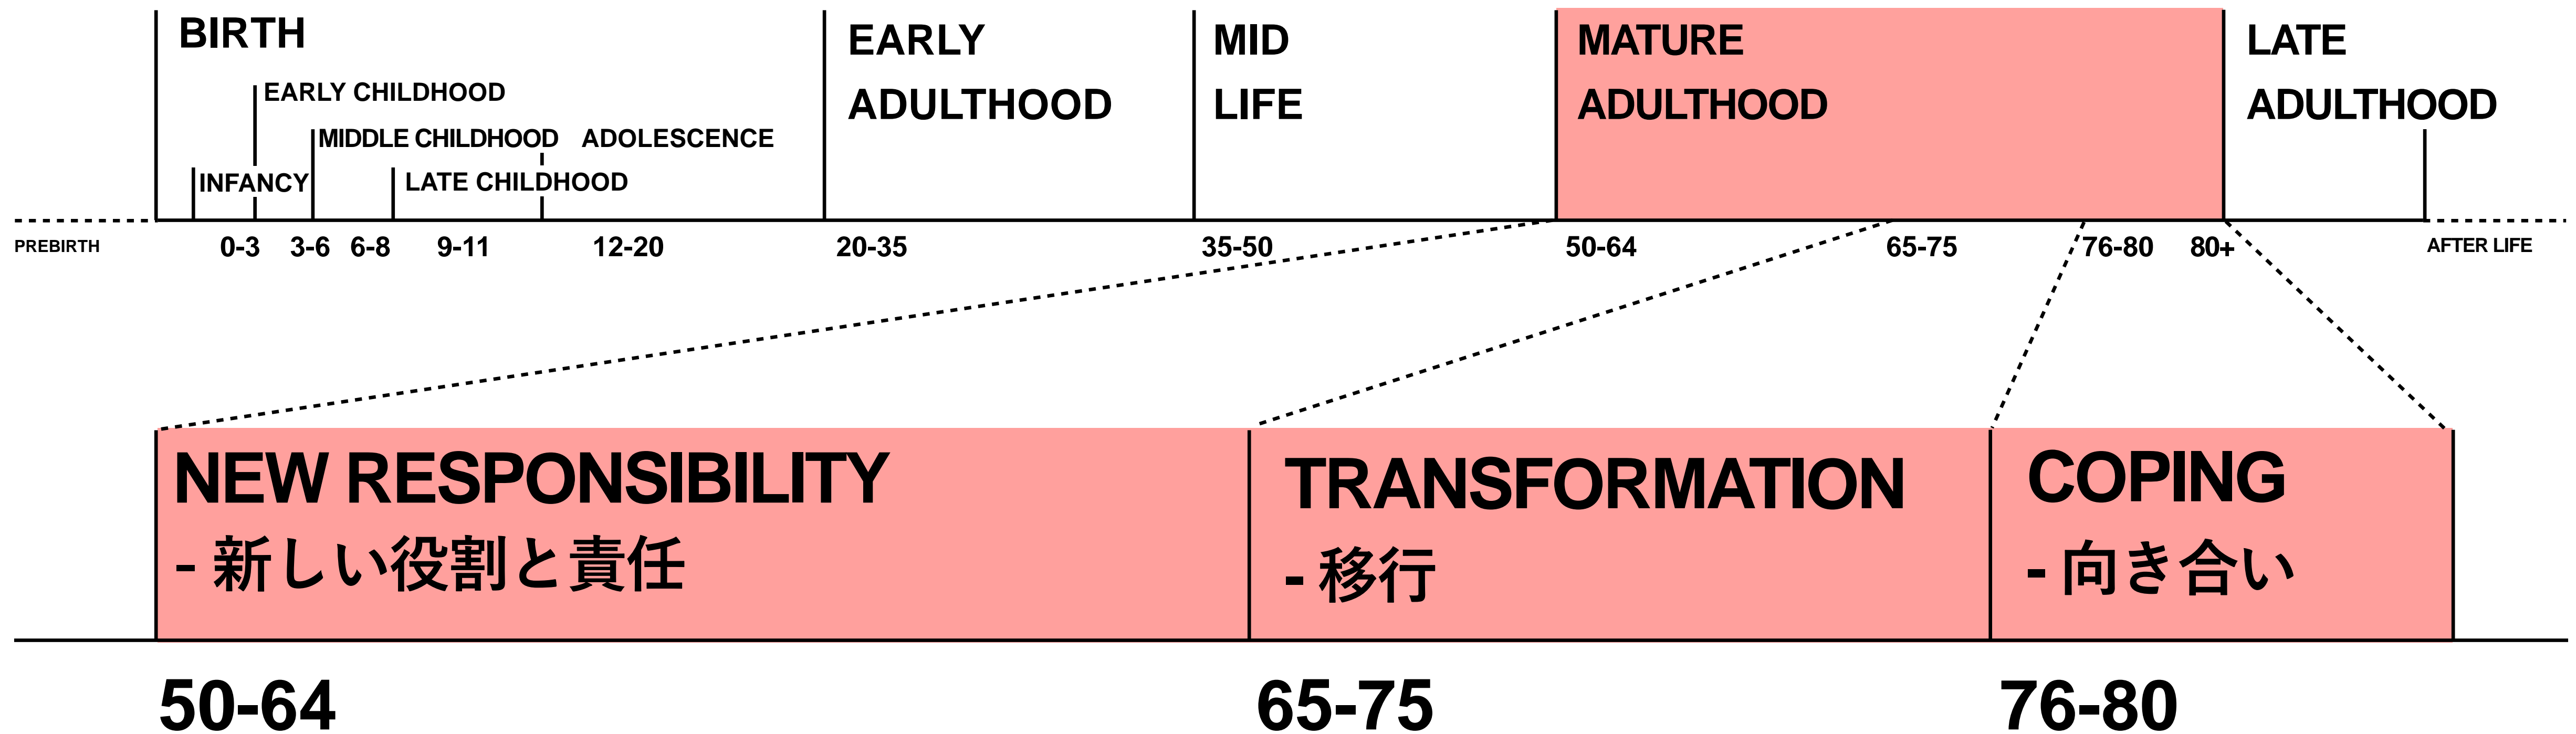 BIRTH
EARLY CHILDHOOD
MIDDLE CHILDHOOD
ADOLESCENCE
INFANCY
LATE CHILDHOOD
EARLY
ADULTHOOD
MID
LIFE
MATURE
ADULTHOOD
LATE
ADULTHOOD
PREBIRTH
0-3
3-6
6-8
9-11
12-20
20-35
35-50
50-64
65-75
76-80
80+
AFTER LIFE
NEW RESPONSIBILITY
- 新しい役割と責任
TRANSFORMATION
- 移行
COPING
- 向き合い
50-64
65-75
76-80